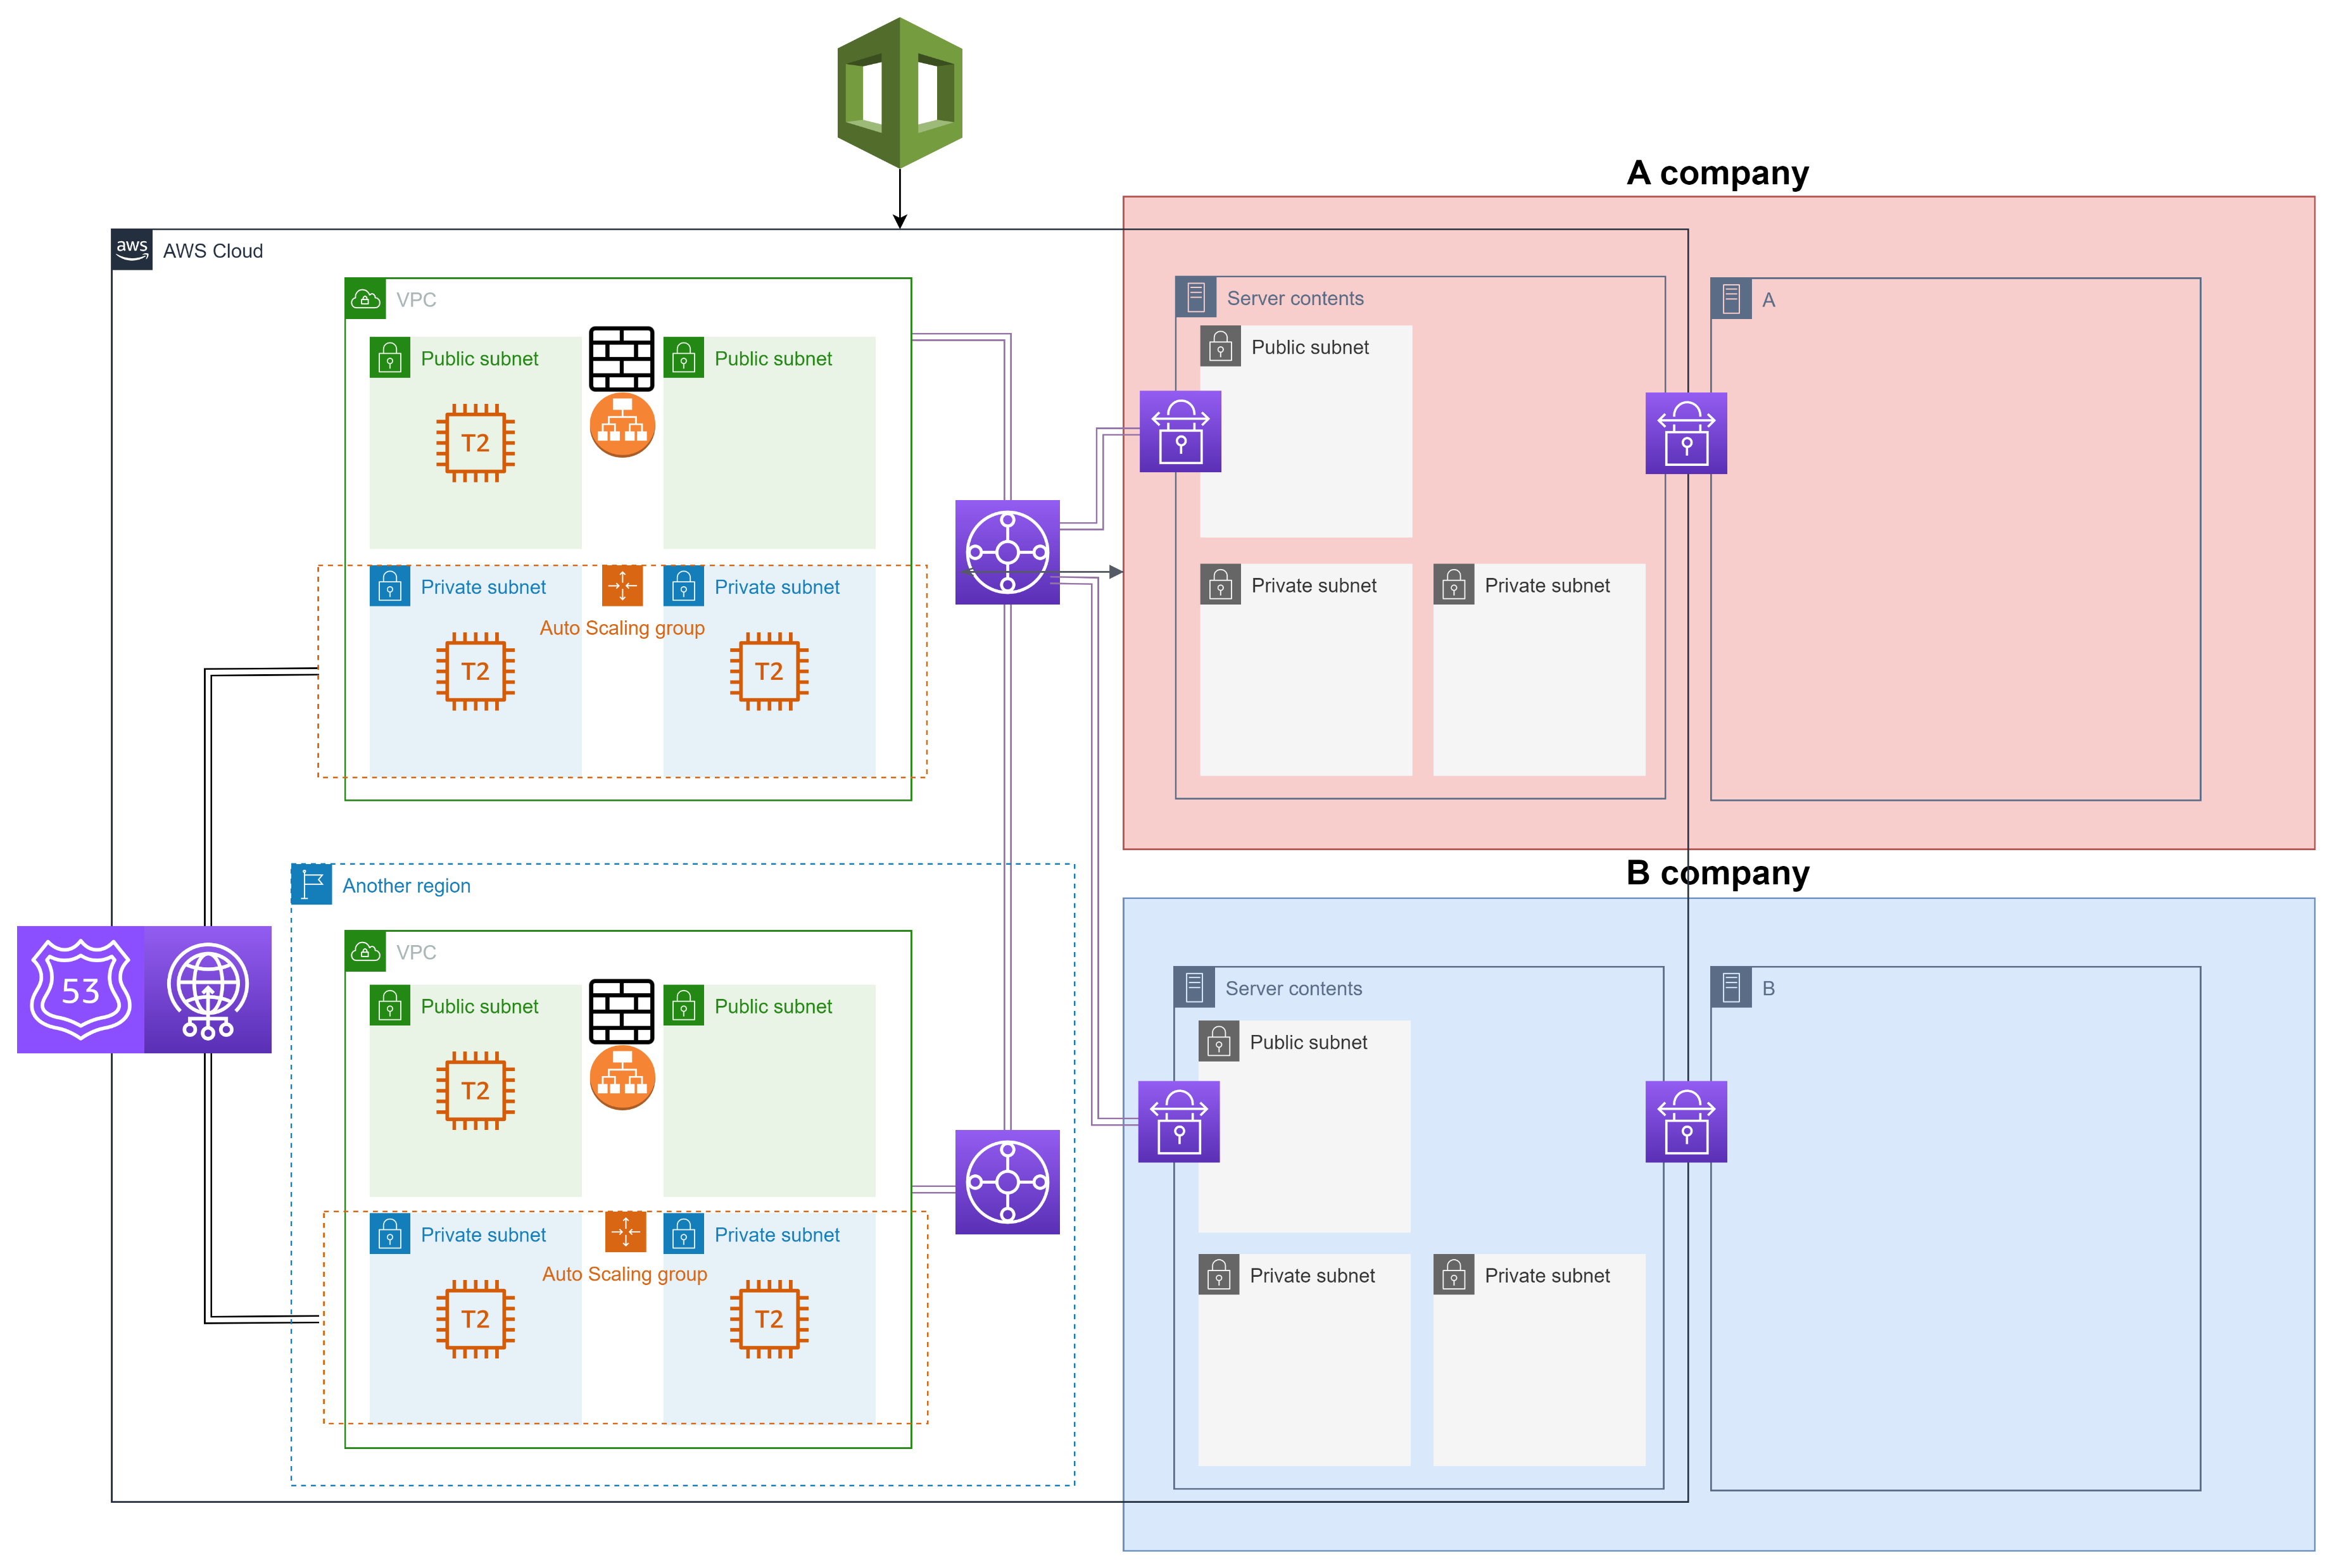 A company
aws
AWS Cloud
VPC
Server contents
A
Public subnet
Public subnet
Public subnet
T2
Private subnet
Private subnet
Private subnet
Private subnet
Auto Scaling group
T2
T2
B company
Another region
VPC
53
Server contents
B
Public subnet
Public subnet
Public subnet
T2
Private subnet
Private subnet
Private subnet
Private subnet
Auto Scaling group
T2
T2